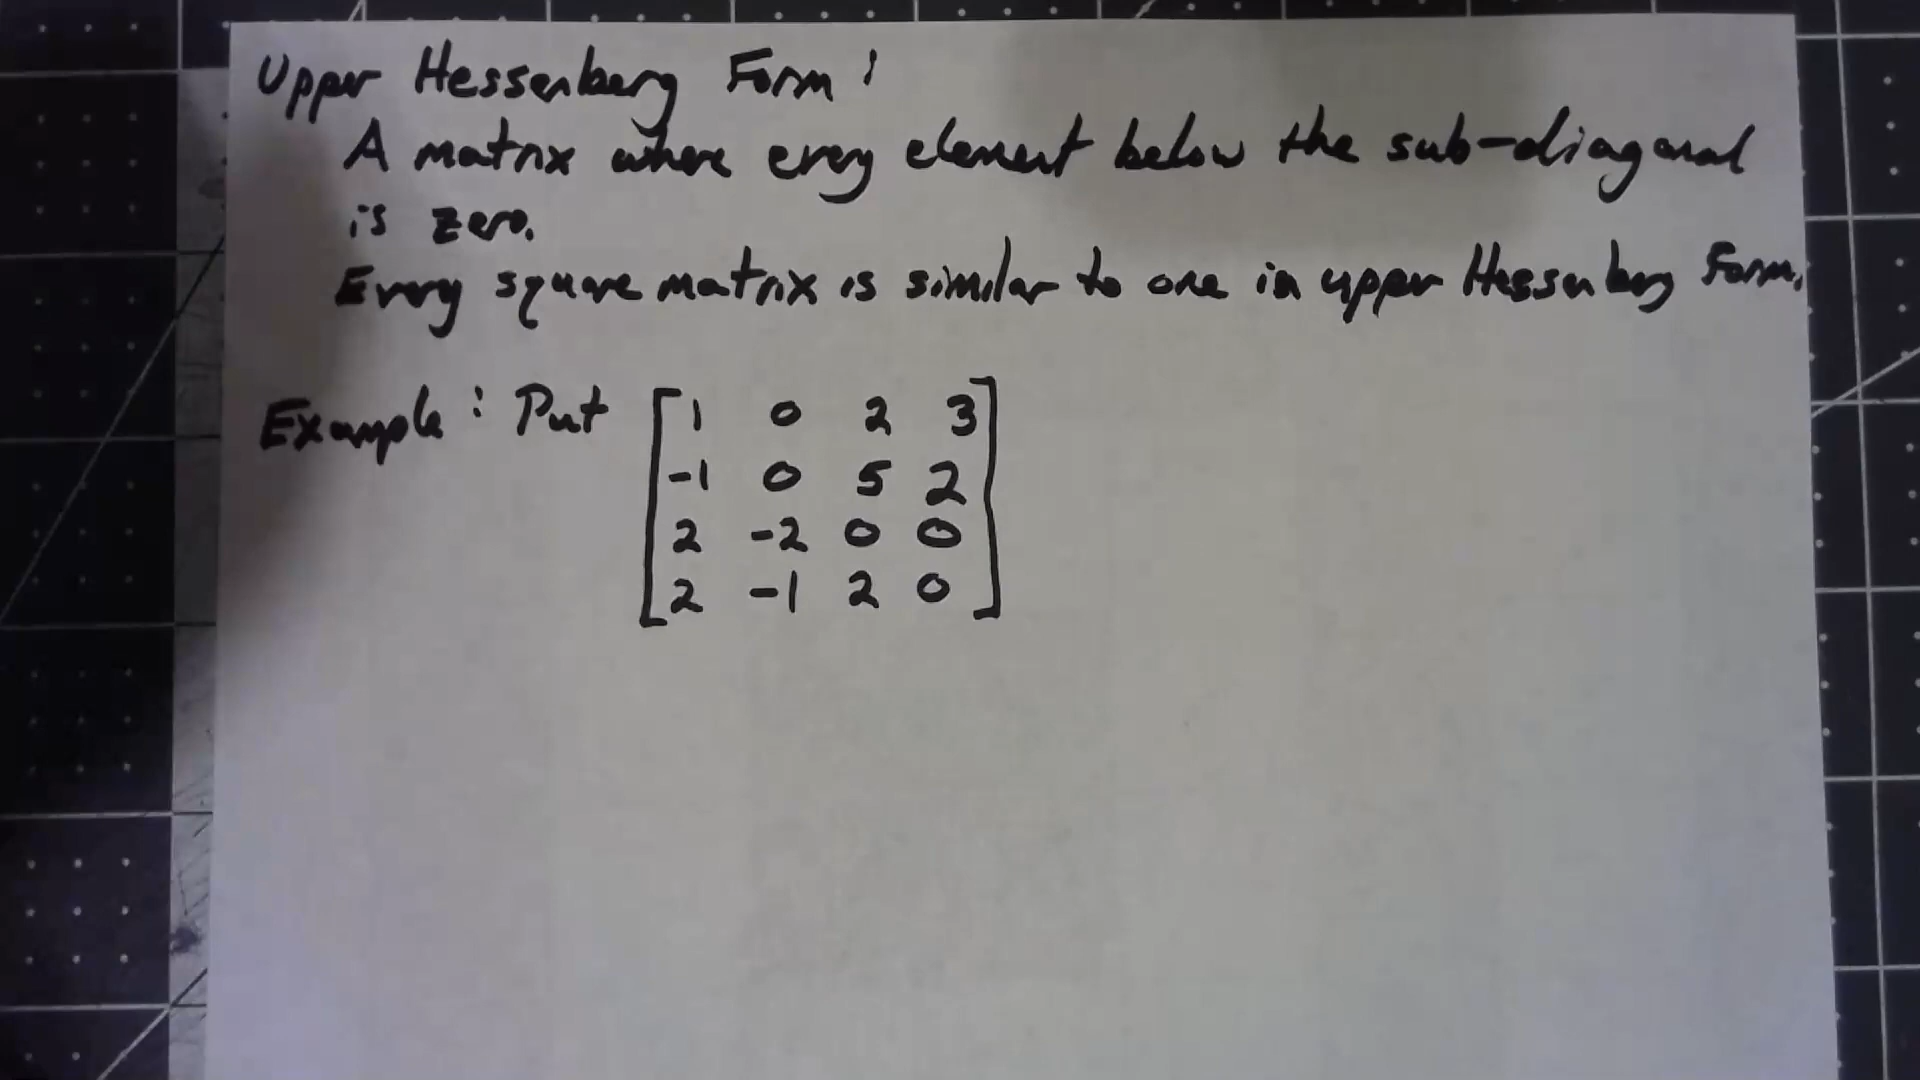 Upper Hessenberg Form:
A matrix where every element below the sub-diagonal
is zero.
Every square matrix is similar to one in upper Hessenberg Form.
Example: Put [1 0 2 3
-1 0 5 2
2 -2 0 0
2 -1 2 0]